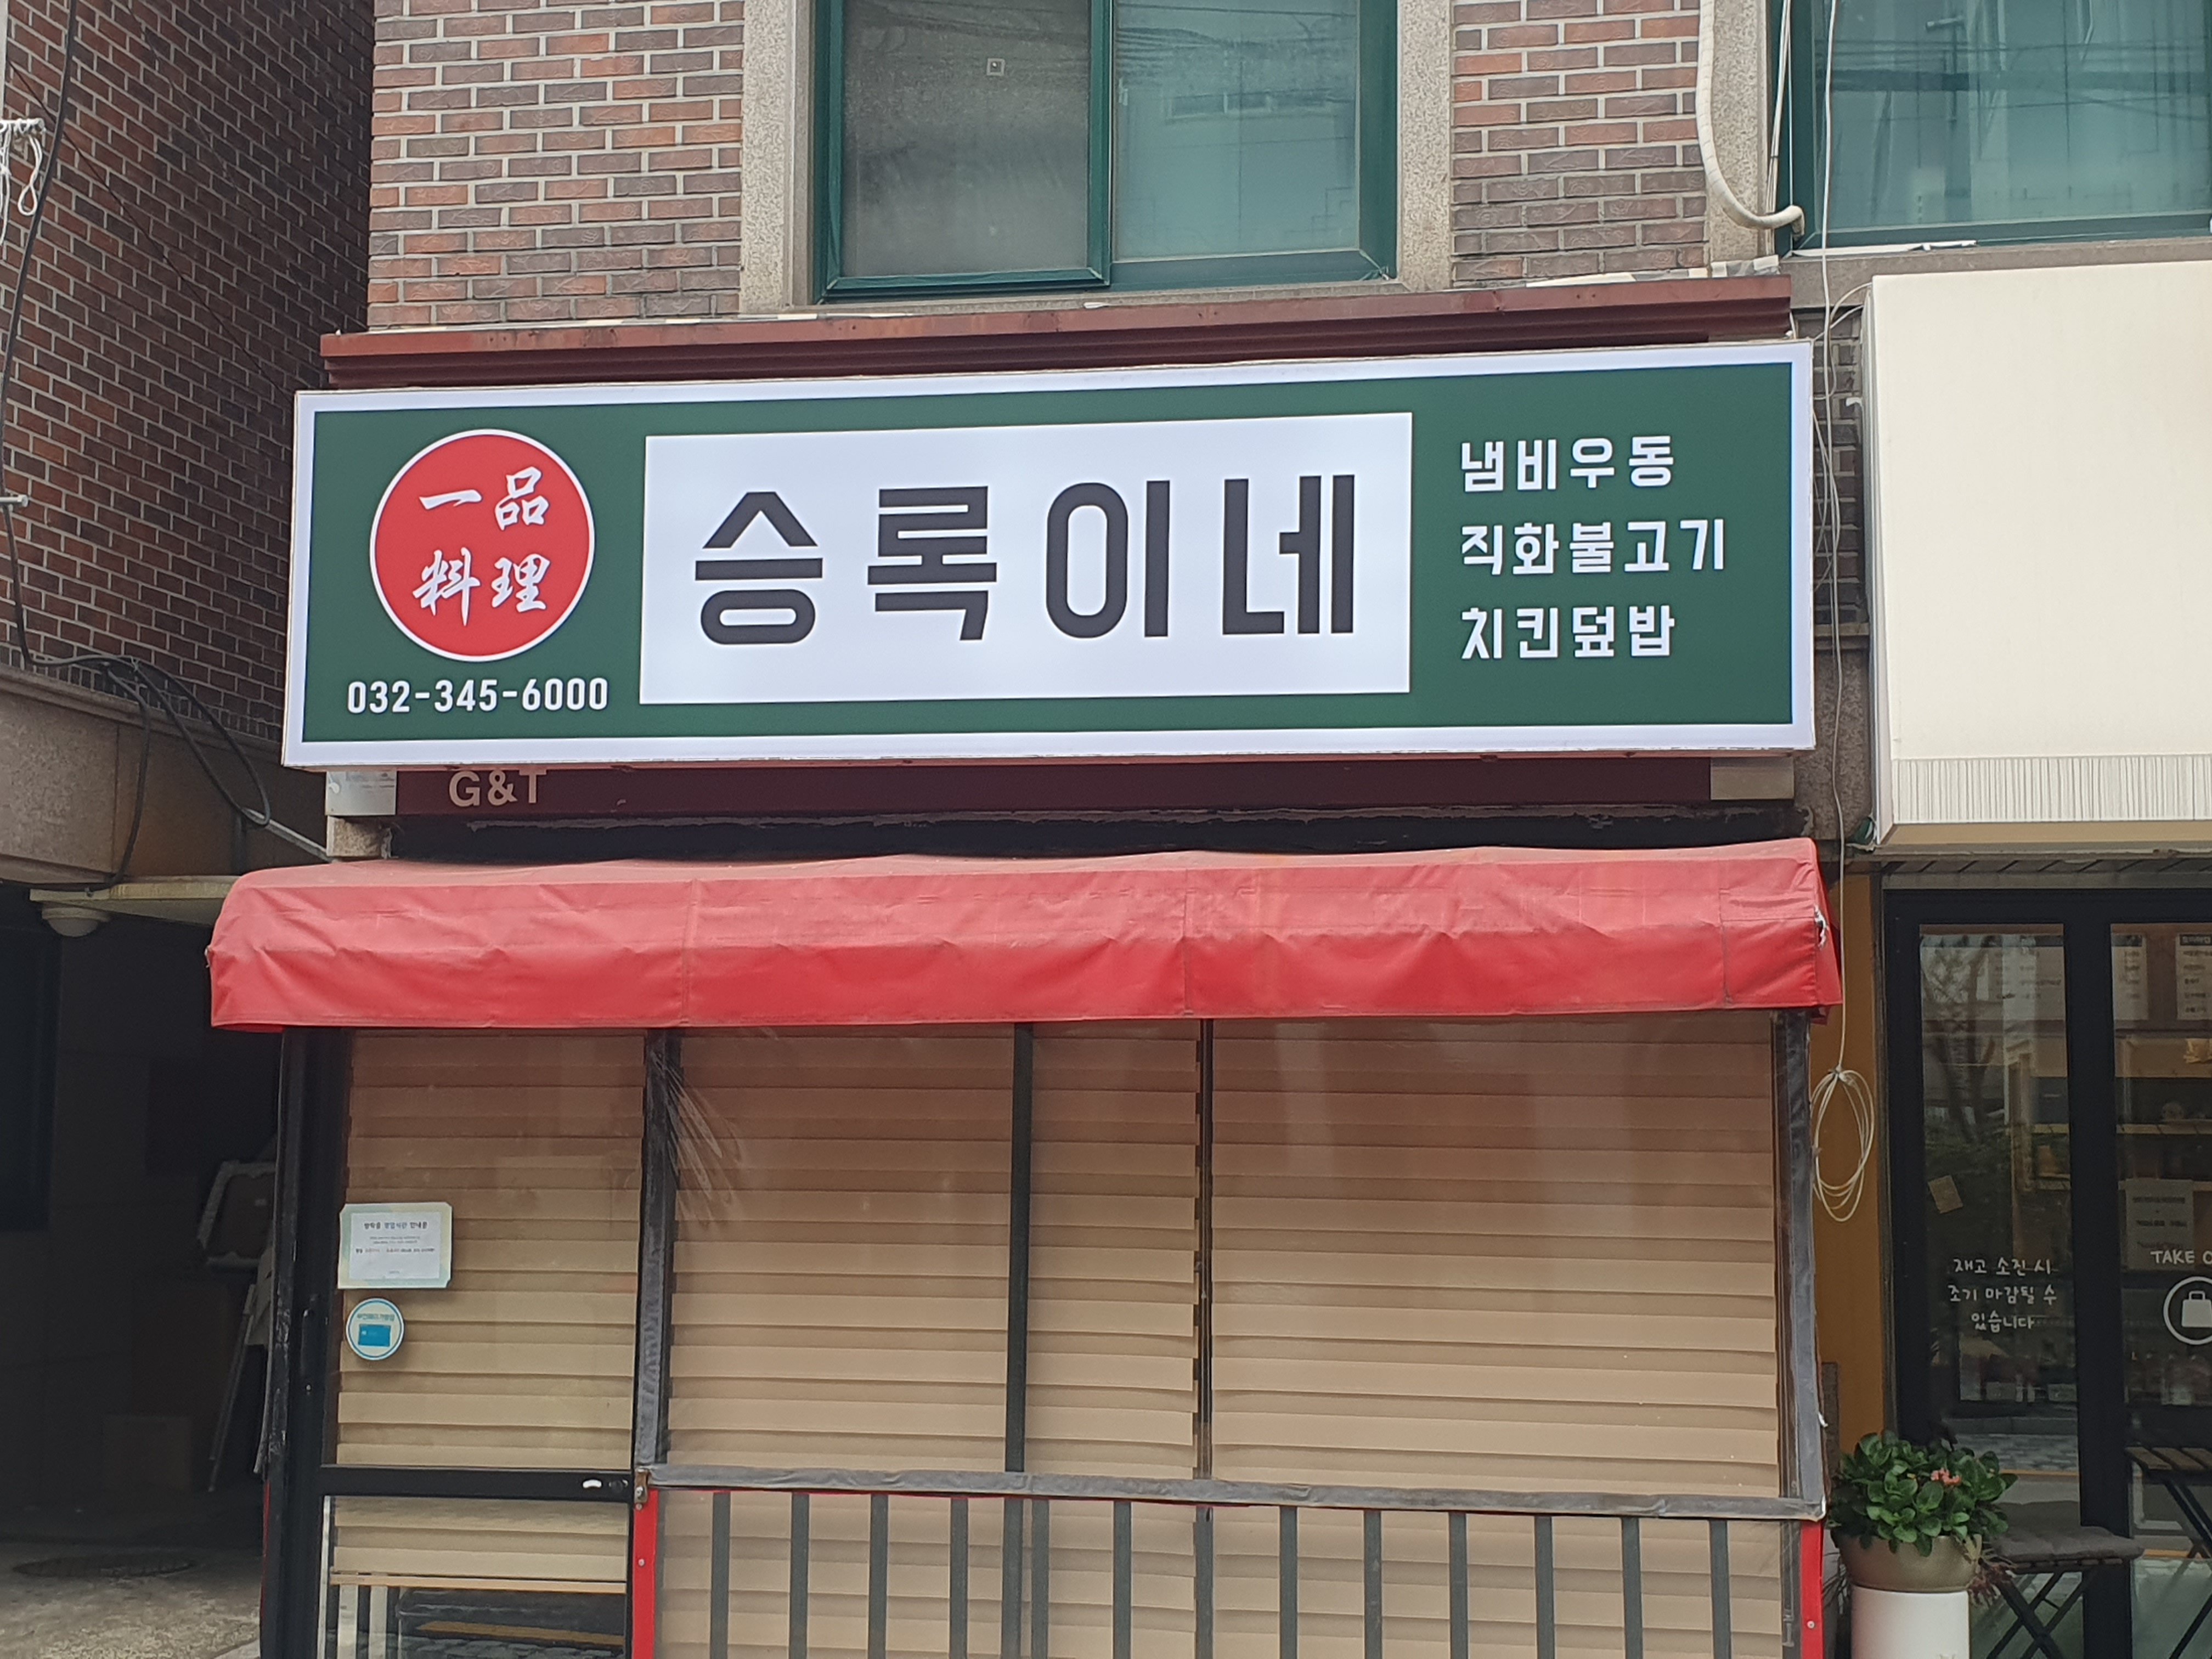 一品
料理
032-345-6000
승록이네
냄비우동
직화불고기
치킨덮밥
G&T
재고 소진 시
조기 마감될 수
있습니다
TAKE